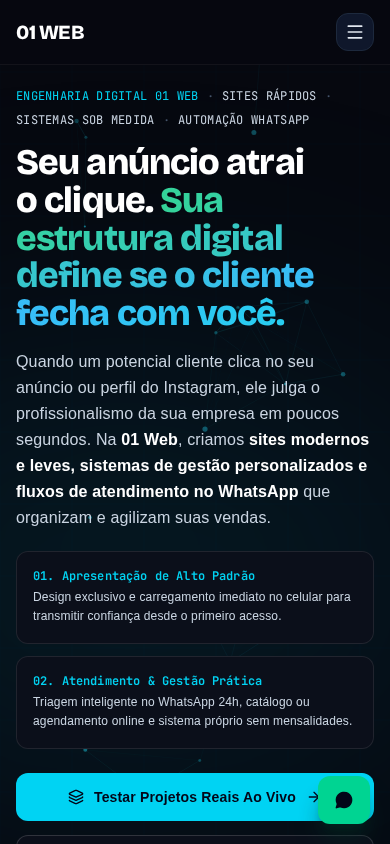 01 WEB
ENGENHARIA DIGITAL 01 WEB · SITES RÁPIDOS ·
SISTEMAS SOB MEDIDA · AUTOMAÇÃO WHATSAPP
Seu anúncio atrai
o clique. Sua
estrutura digital
define se o cliente
fecha com você.
Quando um potencial cliente clica no seu
anúncio ou perfil do Instagram, ele julga o
profissionalismo da sua empresa em poucos
segundos. Na 01 Web, criamos sites modernos
e leves, sistemas de gestão personalizados e
fluxos de atendimento no WhatsApp que
organizam e agilizam suas vendas.
01. Apresentação de Alto Padrão
Design exclusivo e carregamento imediato no celular para
transmitir confiança desde o primeiro acesso.
02. Atendimento & Gestão Prática
Triagem inteligente no WhatsApp 24h, catálogo ou
agendamento online e sistema próprio sem mensalidades.
Testar Projetos Reais Ao Vivo →